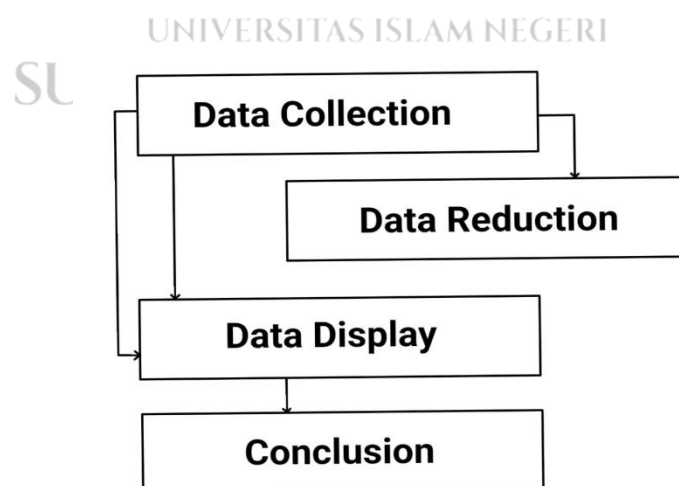 UNIVERSITAS ISLAM NEGERI
Data Collection
Data Reduction
Data Display
Conclusion